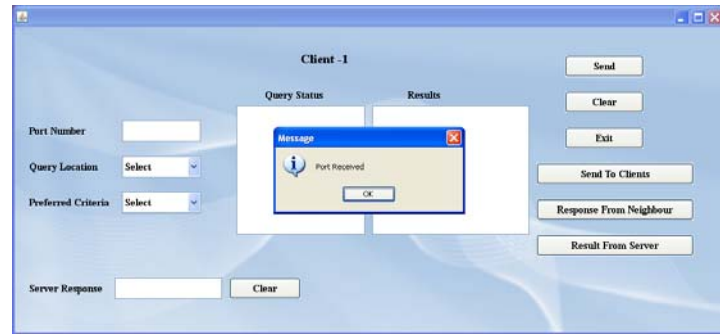 Client -1
Query Status
Results
Port Number
Query Location
Select
Preferred Criteria
Select
Message
Port Received
OK
Send
Clear
Exit
Send To Clients
Response From Neighbour
Result From Server
Server Response
Clear